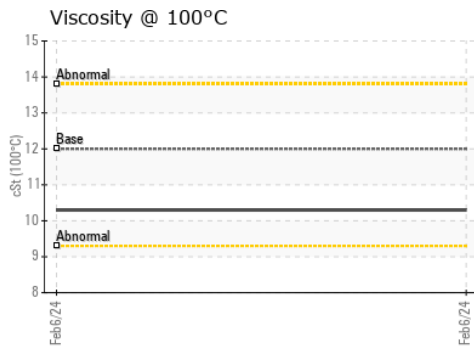 Viscosity @ 100°C
15
14
13
12
11
10
9
8
cSt (100°C)
Abnormal
Base
Abnormal
Feb6/24
Feb6/24